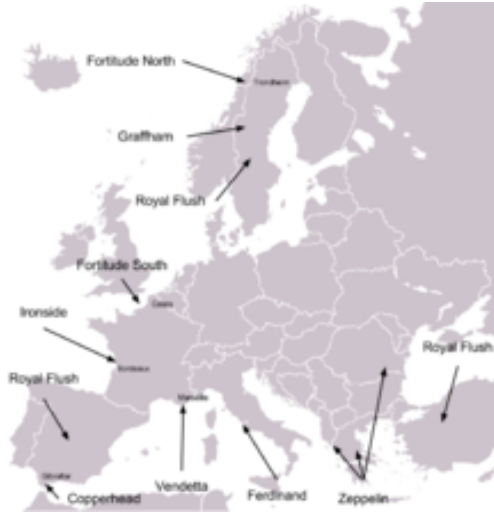 Fortitude North
Trondheim
Graffham
Royal Flush
Fortitude South
Calais
Ironside
Bordeaux
Royal Flush
Royal Flush
Marseille
Gibraltar
Copperhead
Vendetta
Ferdinand
Zeppelin